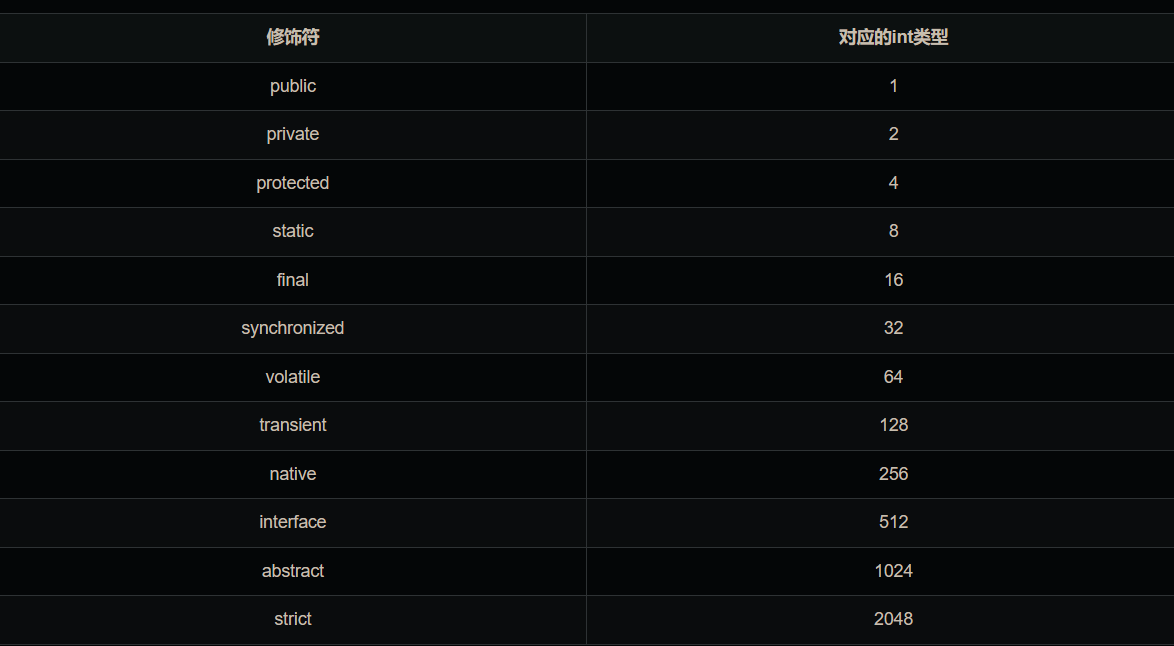 修饰符 对应的int类型
public 1
private 2
protected 4
static 8
final 16
synchronized 32
volatile 64
transient 128
native 256
interface 512
abstract 1024
strict 2048